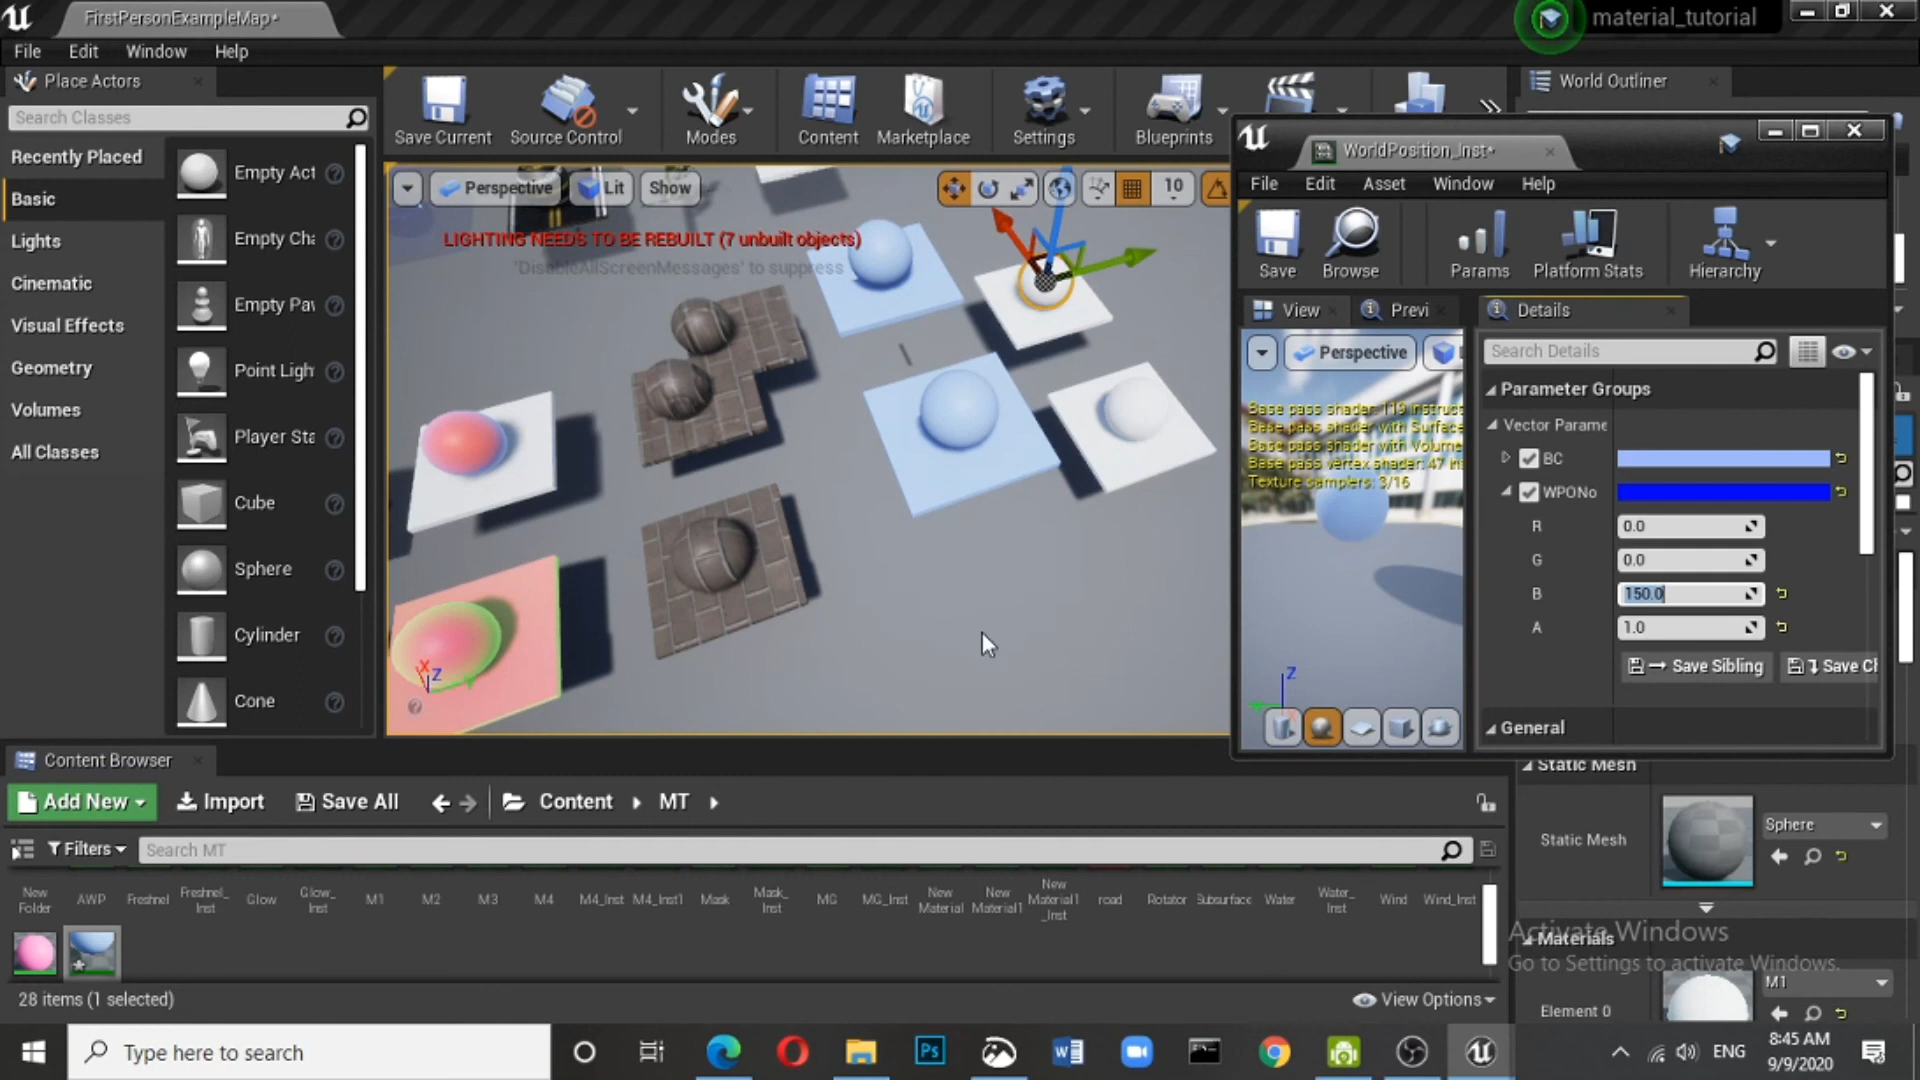 FirstPersonExampleMap•
material_tutorial
File Edit Window Help
Place Actors
Search Classes
Recently Placed
Basic
Lights
Cinematic
Visual Effects
Geometry
Volumes
All Classes
Empty Act
Empty Cha
Empty Pav
Point Ligh
Player Sta
Cube
Sphere
Cylinder
Cone
Save Current Source Control Modes Content Marketplace Settings Blueprints
World Outliner
Perspective Lit Show 10
LIGHTING NEEDS TO BE REBUILT (7 unbuilt objects)
'DisableAllScreenMessages' to suppress
X Z
WorldPosition_Inst•
File Edit Asset Window Help
Save Browse Params Platform Stats Hierarchy
View Previ Details
Perspective
Base pass shader: 119 instruct
Base pass shader with Surface
Base pass shader with Volume
Base pass vertex shader: 47 ins
Texture samplers: 3/16
Z
Search Details
Parameter Groups
Vector Parame
BC
WPONo
R 0.0
G 0.0
B 150.0
A 1.0
Save Sibling Save Ch
General
Static Mesh
Static Mesh Sphere
Materials
Element 0 M1
Activate Windows
Go to Settings to activate Windows.
Content Browser
Add New Import Save All Content MT
Filters Search MT
New Folder AWP Freshnel Freshnel_Inst Glow Glow_Inst M1 M2 M3 M4 M4_Inst M4_Inst1 Mask Mask_Inst MG MG_Inst New Material New Material1 New Material1_Inst road Rotator Subsurface Water Water_Inst Wind Wind_Inst
28 items (1 selected)
View Options
Type here to search
ENG
8:45 AM
9/9/2020